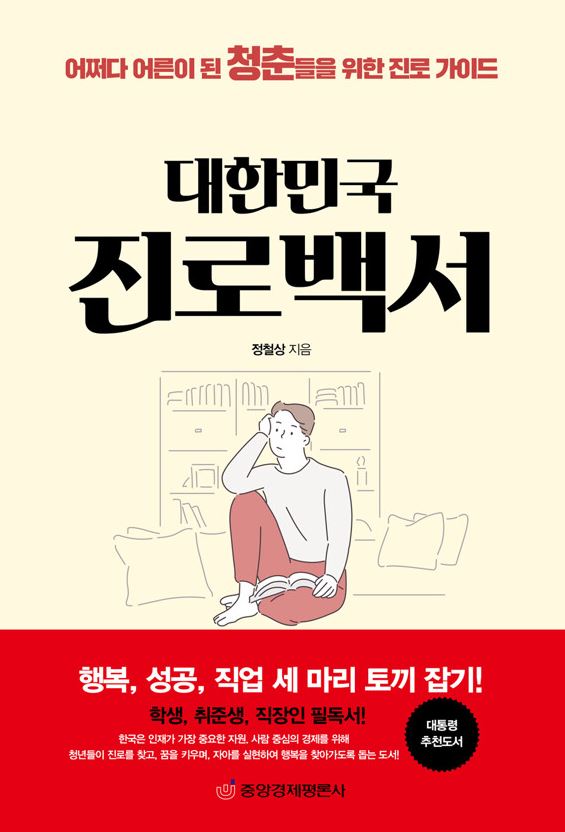 어쩌다 어른이 된 청춘들을 위한 진로 가이드
대한민국
진로백서
정철상 지음
행복, 성공, 직업 세 마리 토끼 잡기!
학생, 취준생, 직장인 필독서!
한국은 인재가 가장 중요한 자원. 사람 중심의 경제를 위해
청년들이 진로를 찾고, 꿈을 키우며, 자아를 실현하여 행복을 찾아가도록 돕는 도서!
대통령
추천도서
중앙경제평론사